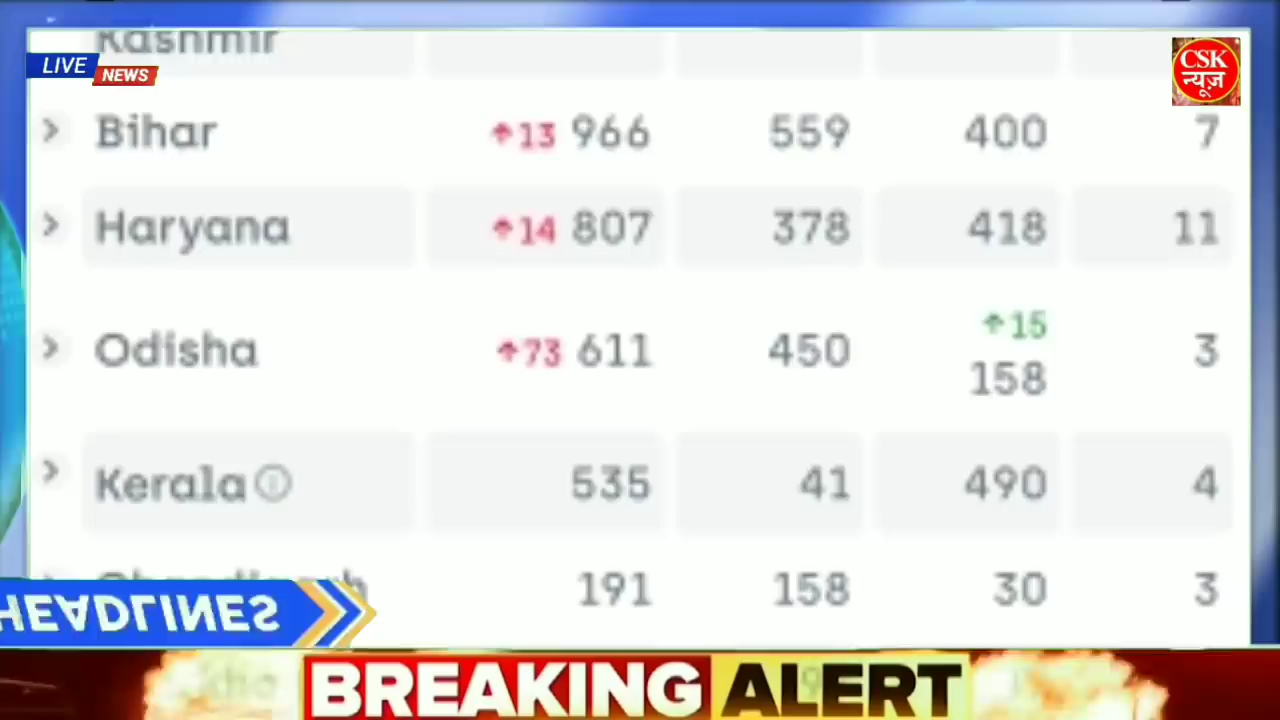 Kashmir
LIVE
NEWS
CSK
न्यूज़
Bihar ↑13 966 559 400 7
Haryana ↑14 807 378 418 11
Odisha ↑73 611 450 ↑15 158 3
Kerala 535 41 490 4
191 158 30 3
HEADLINES
BREAKING ALERT